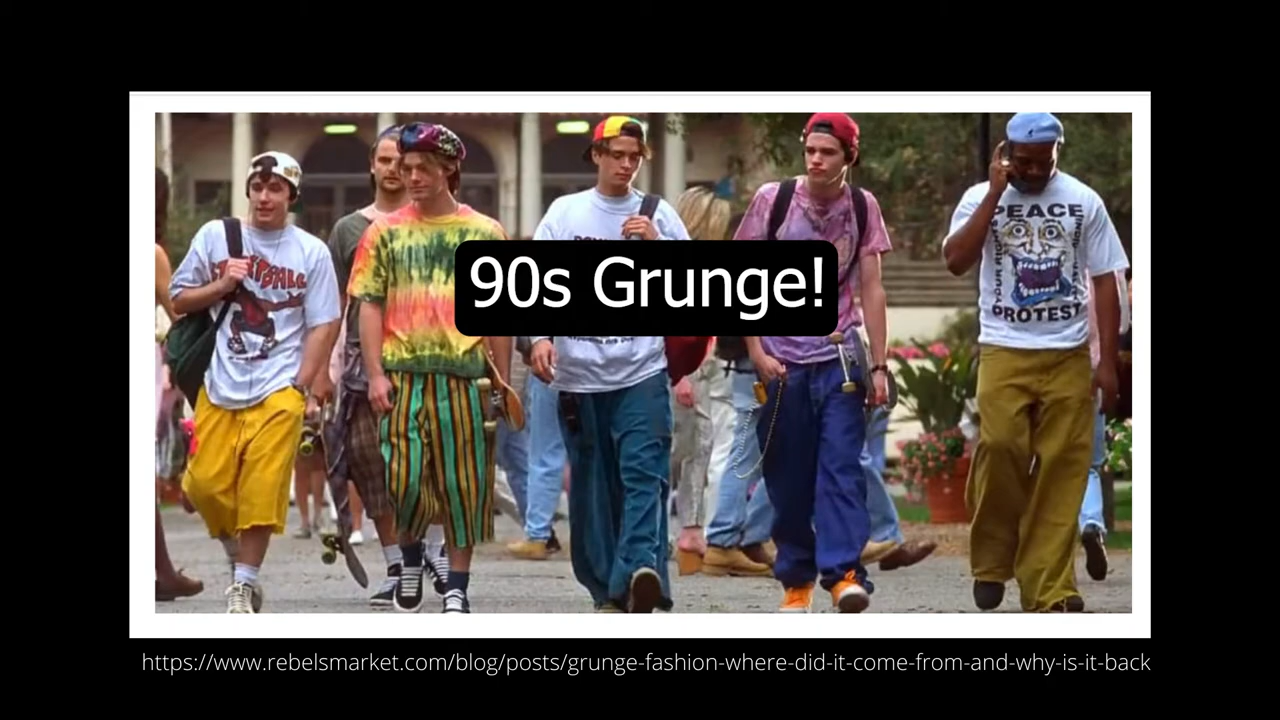 90s Grunge!
PEACE
PROTEST
https://www.rebelsmarket.com/blog/posts/grunge-fashion-where-did-it-come-from-and-why-is-it-back